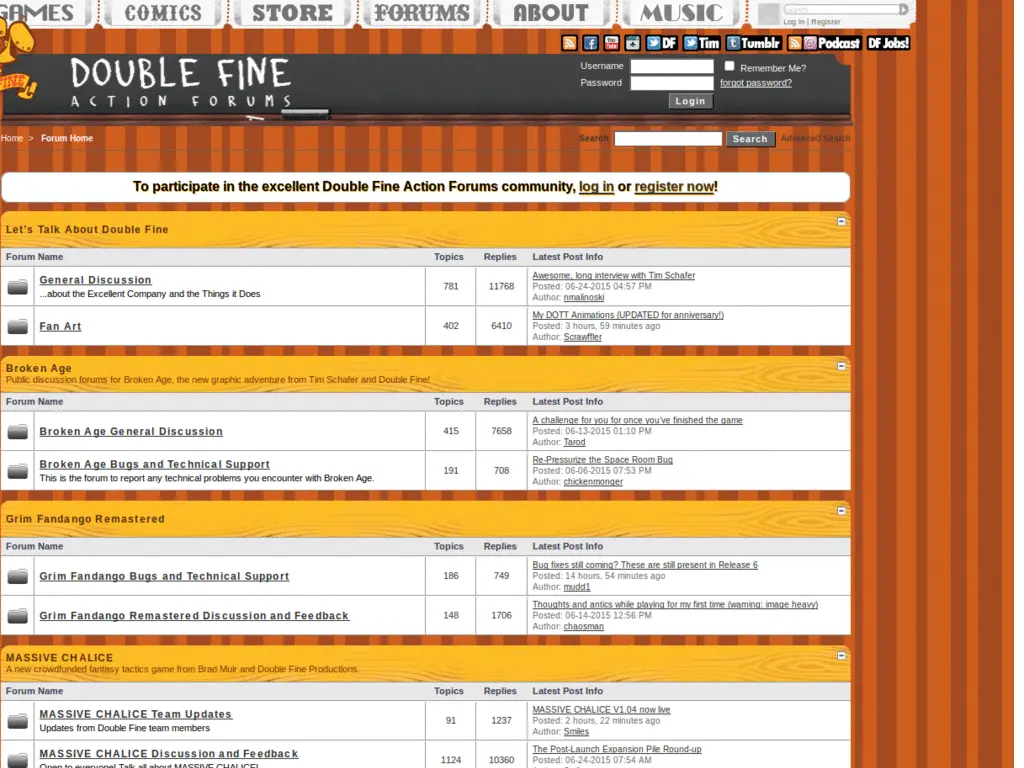 GAMES COMICS STORE FORUMS ABOUT MUSIC
Search
Log in | Register
DF Tim Tumblr Podcast DF Jobs!
FINE!
DOUBLE FINE
ACTION FORUMS
Username Remember Me?
Password forgot password?
Login
Home > Forum Home Search Search Advanced Search
To participate in the excellent Double Fine Action Forums community, log in or register now!
Let's Talk About Double Fine
Forum Name Topics Replies Latest Post Info
General Discussion
...about the Excellent Company and the Things it Does
781 11768
Awesome, long interview with Tim Schafer
Posted: 06-24-2015 04:57 PM
Author: nmalinoski
Fan Art
402 6410
My DOTT Animations (UPDATED for anniversary!)
Posted: 3 hours, 59 minutes ago
Author: Scrawffler
Broken Age
Public discussion forums for Broken Age, the new graphic adventure from Tim Schafer and Double Fine!
Forum Name Topics Replies Latest Post Info
Broken Age General Discussion
415 7658
A challenge for you for once you've finished the game
Posted: 06-13-2015 01:10 PM
Author: Tarod
Broken Age Bugs and Technical Support
This is the forum to report any technical problems you encounter with Broken Age.
191 708
Re-Pressurize the Space Room Bug
Posted: 06-06-2015 07:53 PM
Author: chickenmonger
Grim Fandango Remastered
Forum Name Topics Replies Latest Post Info
Grim Fandango Bugs and Technical Support
186 749
Bug fixes still coming? These are still present in Release 6
Posted: 14 hours, 54 minutes ago
Author: mudd1
Grim Fandango Remastered Discussion and Feedback
148 1706
Thoughts and antics while playing for my first time (warning: image heavy)
Posted: 06-14-2015 12:56 PM
Author: chaosman
MASSIVE CHALICE
A new crowdfunded fantasy tactics game from Brad Muir and Double Fine Productions.
Forum Name Topics Replies Latest Post Info
MASSIVE CHALICE Team Updates
Updates from Double Fine team members
91 1237
MASSIVE CHALICE V1.04 now live
Posted: 2 hours, 22 minutes ago
Author: Smiles
MASSIVE CHALICE Discussion and Feedback
Open to everyone! Talk all about MASSIVE CHALICE!
1124 10360
The Post-Launch Expansion Pile Round-up
Posted: 06-24-2015 07:54 AM